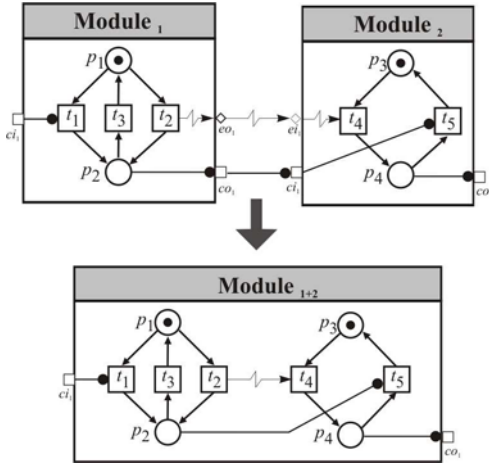 Module 1
Module 2
p1
p3
ci1
t1
t3
t2
eo1
ei1
t4
t5
p2
p4
co1
ci1
co
Module 1+2
p1
p3
t1
t3
t2
t4
t5
ci1
p2
p4
co1